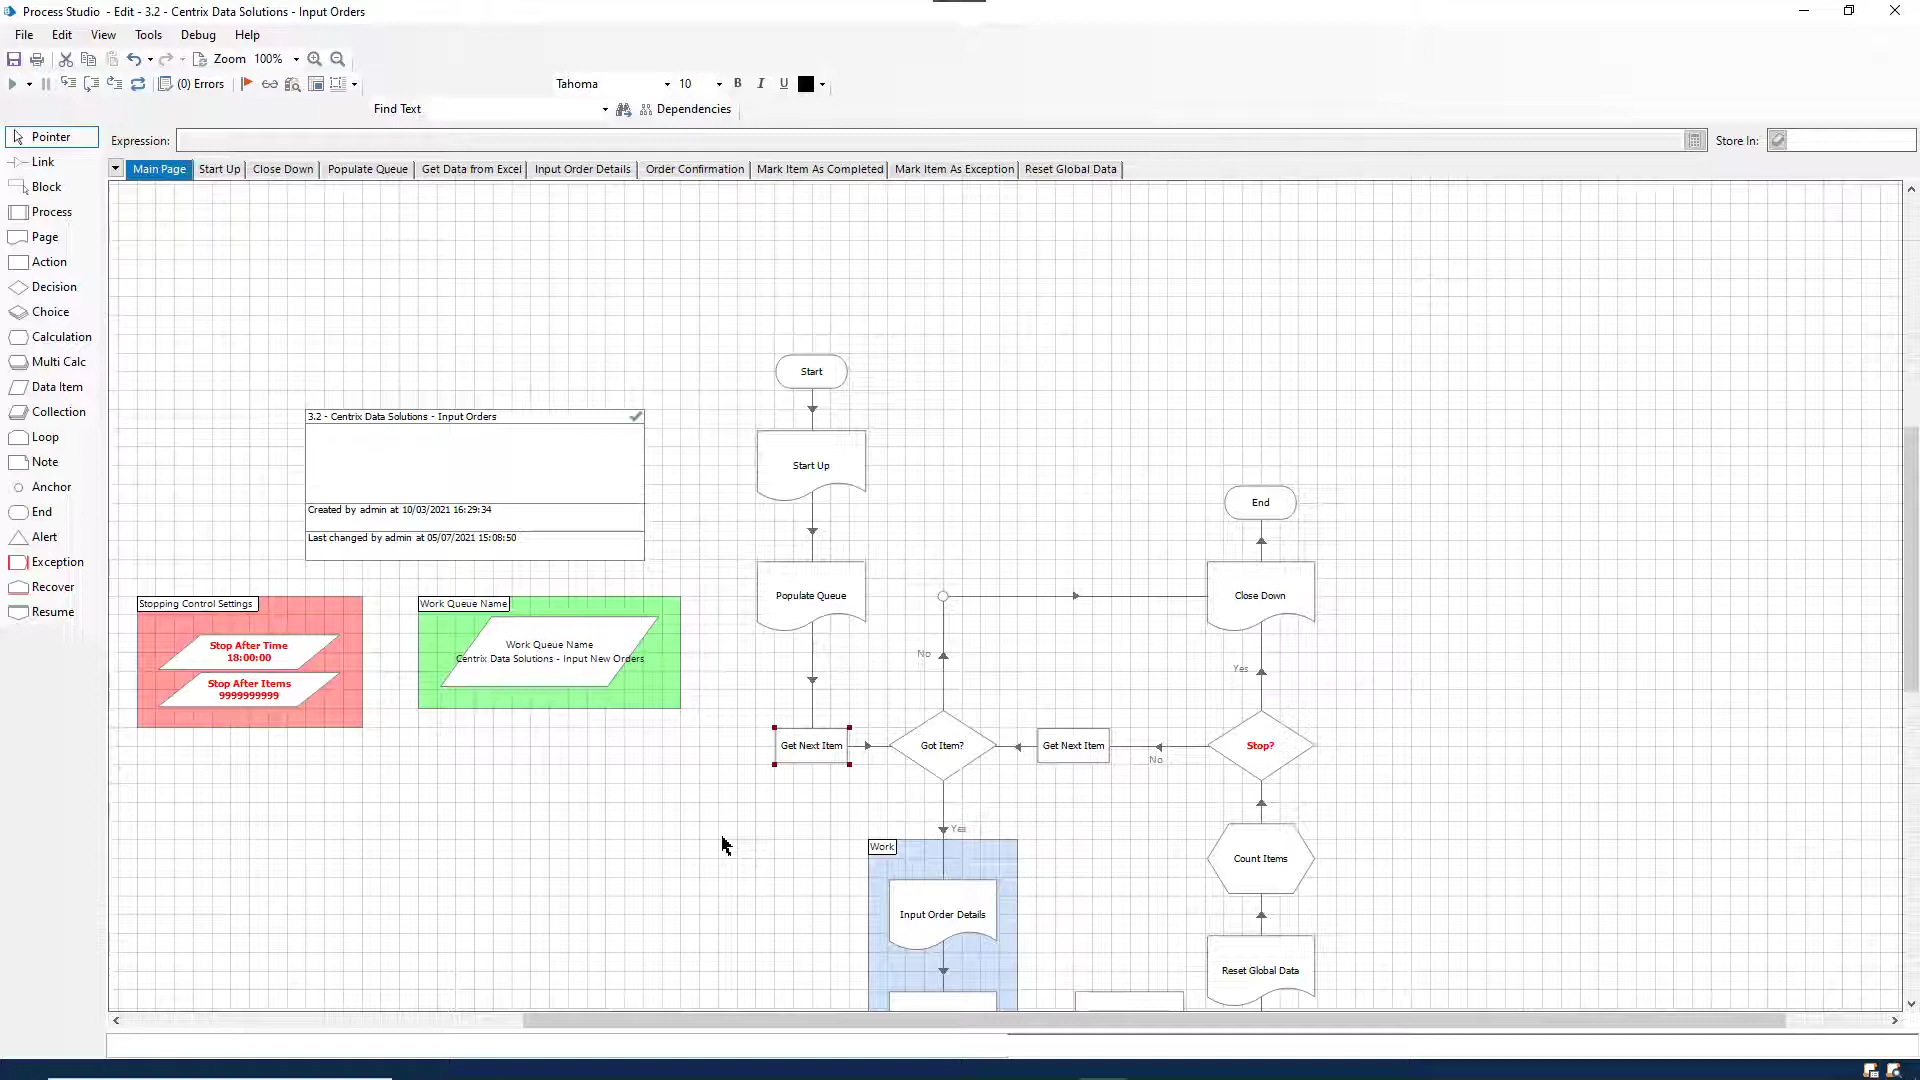 Process Studio - Edit - 3.2 - Centrix Data Solutions - Input Orders
File Edit View Tools Debug Help
Zoom 100%
(0) Errors Tahoma 10 B I U
Find Text Dependencies
Pointer
Link
Block
Process
Page
Action
Decision
Choice
Calculation
Multi Calc
Data Item
Collection
Loop
Note
Anchor
End
Alert
Exception
Recover
Resume
Expression: Store In:
Main Page Start Up Close Down Populate Queue Get Data from Excel Input Order Details Order Confirmation Mark Item As Completed Mark Item As Exception Reset Global Data
Start
3.2 - Centrix Data Solutions - Input Orders
Created by admin at 10/03/2021 16:29:34
Last changed by admin at 05/07/2021 15:08:50
Start Up
End
Stopping Control Settings
Stop After Time
18:00:00
Stop After Items
9999999999
Work Queue Name
Work Queue Name
Centrix Data Solutions - Input New Orders
Populate Queue
Close Down
No
Yes
Get Next Item
Got Item?
Get Next Item
No
Stop?
Yes
Work
Count Items
Input Order Details
Reset Global Data